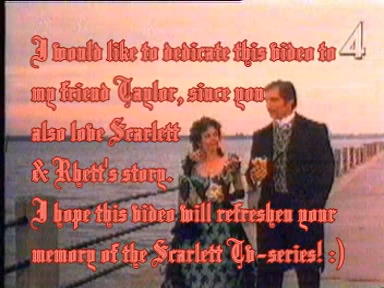 I would like to dedicate this video to
4
my friend Taylor, since you
also love Scarlett
& Rhett's story.
I hope this video will refreshen your
memory of the Scarlett Tv-series! :)